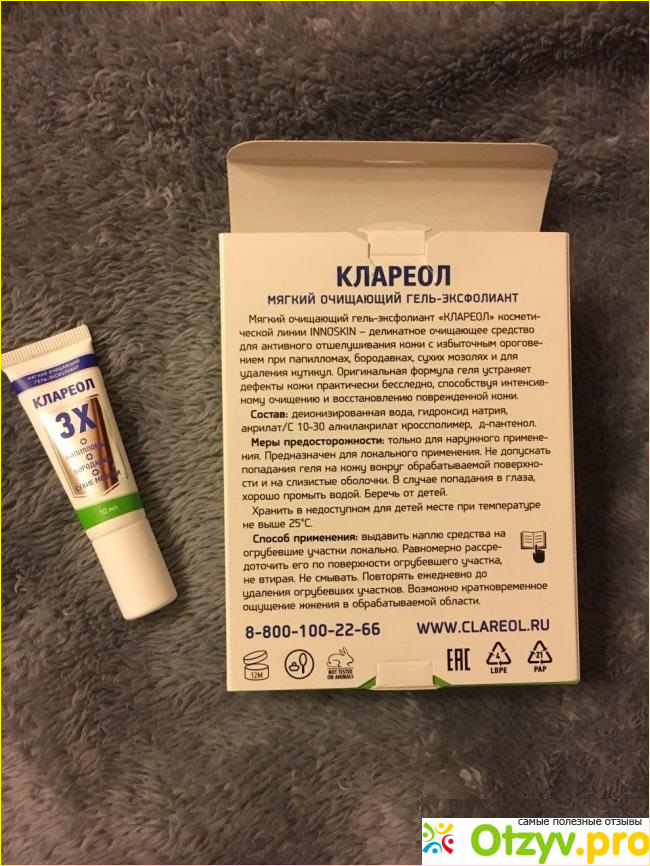 КЛАРЕОЛ
МЯГКИЙ ОЧИЩАЮЩИЙ ГЕЛЬ-ЭКСФОЛИАНТ
Мягкий очищающий гель-эксфолиант «КЛАРЕОЛ» космети-
ческой линии INNOSKIN – деликатное очищающее средство
для активного отшелушивания кожи с избыточным орогове-
нием при папилломах, бородавках, сухих мозолях и для
удаления кутикул. Оригинальная формула геля устраняет
дефекты кожи практически бесследно, способствуя интенсив-
ному очищению и восстановлению поврежденной кожи.
Состав: деионизированная вода, гидроксид натрия,
акрилат/С 10-30 алкилакрилат кроссполимер, д-пантенол.
Меры предосторожности: только для наружного примене-
ния. Предназначен для локального применения. Не допускать
попадания геля на кожу вокруг обрабатываемой поверхно-
сти и на слизистые оболочки. В случае попадания в глаза,
хорошо промыть водой. Беречь от детей.
Хранить в недоступном для детей месте при температуре
не выше 25°С.
Способ применения: выдавить каплю средства на
огрубевшие участки локально. Равномерно рассре-
доточить его по поверхности огрубевшего участка,
не втирая. Не смывать. Повторять ежедневно до
удаления огрубевших участков. Возможно кратковременное
ощущение жжения в обрабатываемой области.
8-800-100-22-66 WWW.CLAREOL.RU
12M
NOT TESTED
ON ANIMALS
EAC
4
LDPE
21
PAP
МЯГКИЙ ОЧИЩАЮЩИЙ
ГЕЛЬ-ЭКСФОЛИАНТ
КЛАРЕОЛ
3X
+
ПАПИЛЛОМЫ
+
БОРОДАВКИ
+
СУХИЕ МОЗОЛИ
10 мл
самые полезные отзывы
Otzyv.pro